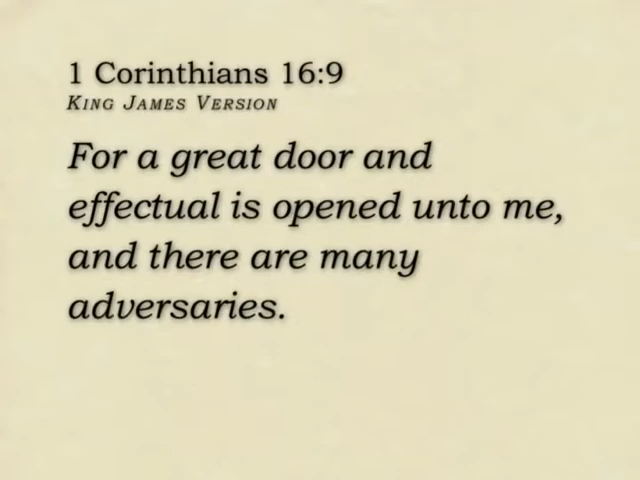 1 Corinthians 16:9
King James Version
For a great door and
effectual is opened unto me,
and there are many
adversaries.